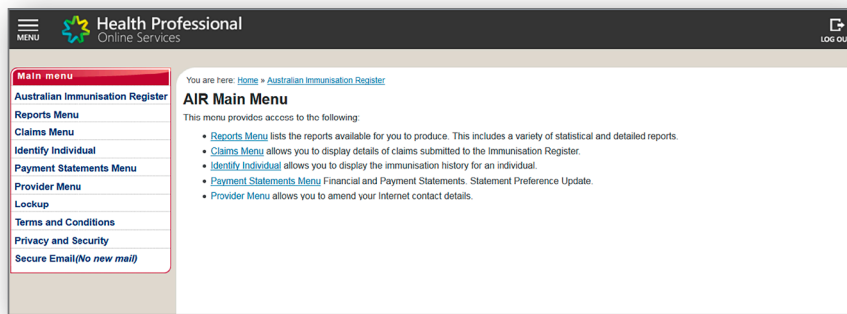 MENU
Health Professional
Online Services
LOG OU
Main menu
Australian Immunisation Register
Reports Menu
Claims Menu
Identify Individual
Payment Statements Menu
Provider Menu
Lockup
Terms and Conditions
Privacy and Security
Secure Email(No new mail)
You are here: Home » Australian Immunisation Register
AIR Main Menu
This menu provides access to the following:
• Reports Menu lists the reports available for you to produce. This includes a variety of statistical and detailed reports.
• Claims Menu allows you to display details of claims submitted to the Immunisation Register.
• Identify Individual allows you to display the immunisation history for an individual.
• Payment Statements Menu Financial and Payment Statements. Statement Preference Update.
• Provider Menu allows you to amend your Internet contact details.